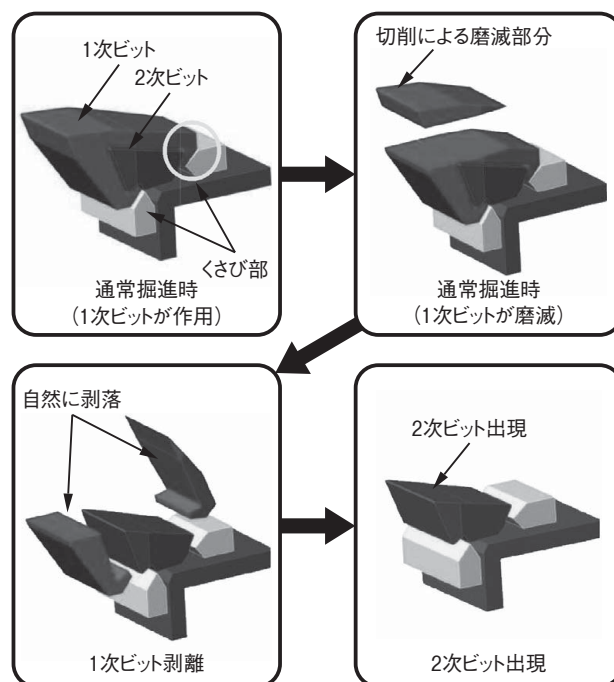 1次ビット
2次ビット
くさび部
通常掘進時
(1次ビットが作用)
切削による磨滅部分
通常掘進時
(1次ビットが磨滅)
自然に剥落
1次ビット剥離
2次ビット出現
2次ビット出現